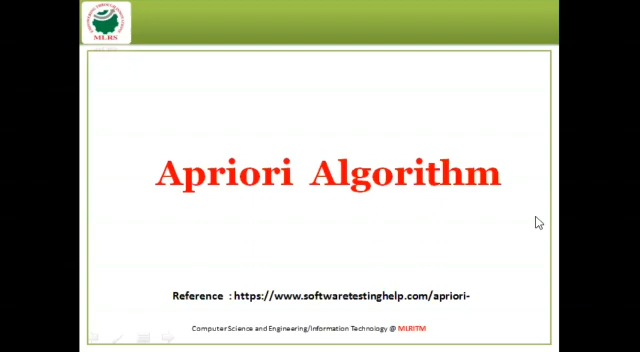 MLRS
Apriori Algorithm
Reference : https://www.softwaretestinghelp.com/apriori-
Computer Science and Engineering/Information Technology @ MLRITM